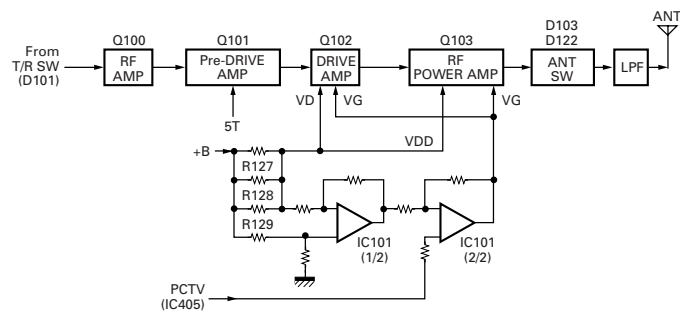 ANT
Q100
Q101
Q102
Q103
D103
D122
From
T/R SW
(D101)
RF
AMP
Pre-DRIVE
AMP
DRIVE
AMP
RF
POWER AMP
ANT
SW
LPF
5T
VD
VG
VG
VDD
+B
R127
R128
R129
IC101
(1/2)
IC101
(2/2)
PCTV
(IC405)